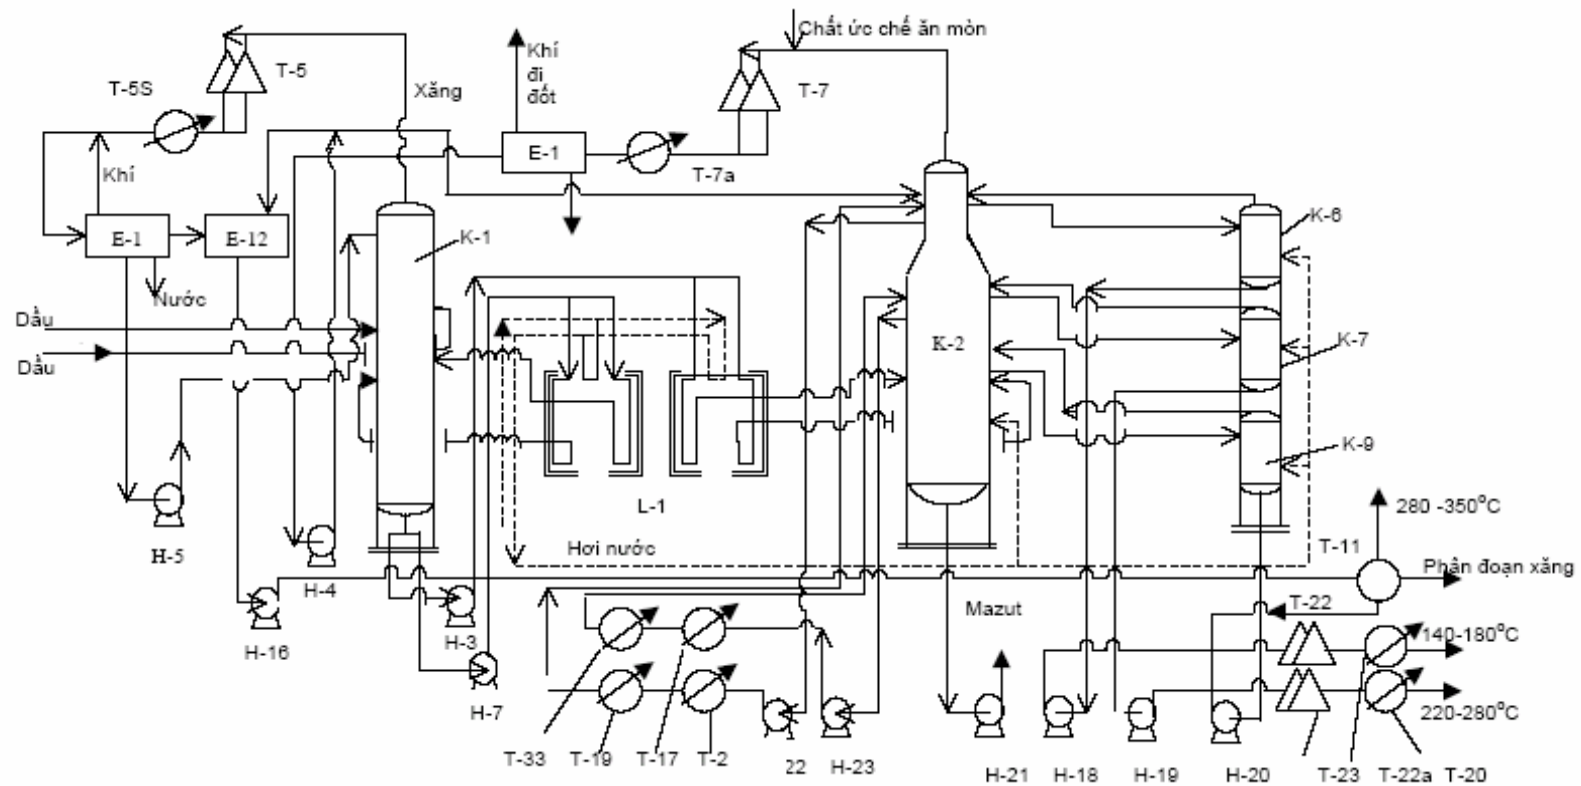 Chất ức chế ăn mòn
Khí
đi
đốt
T-5
T-5S
Xăng
T-7
E-1
T-7a
Khí
E-1
E-12
K-1
K-6
Nước
Dầu
Dầu
K-2
K-7
K-9
L-1
H-5
H-4
Hơi nước
280 -350°C
T-11
Phân đoạn xăng
Mazut
T-22
H-3
H-16
140-180°C
H-7
220-280°C
T-33
T-19
T-17
T-2
22
H-23
H-21
H-18
H-19
H-20
T-23
T-22a
T-20